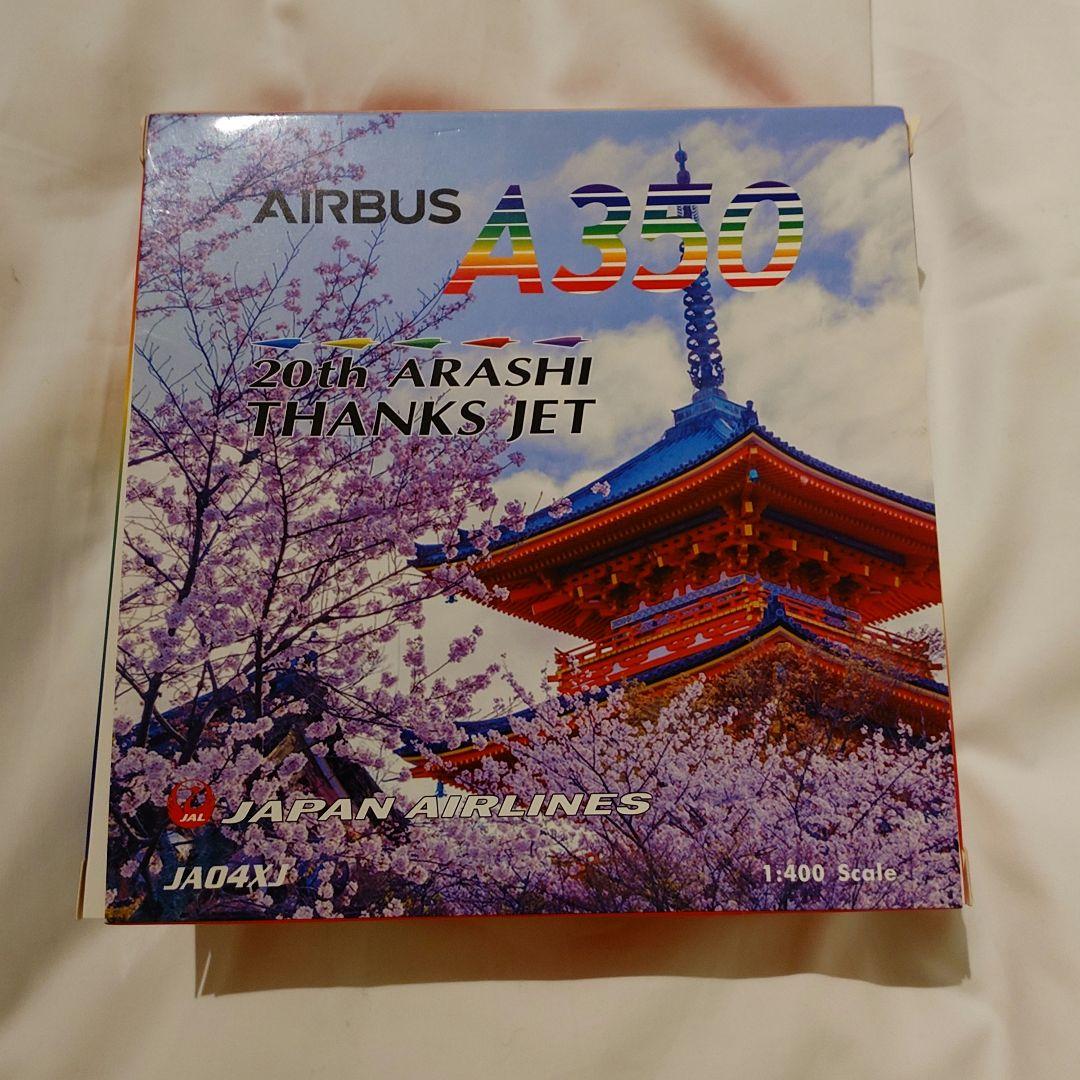 AIRBUS A350
20th ARASHI
THANKS JET
JAL JAPAN AIRLINES
JA04XJ
1:400 Scale